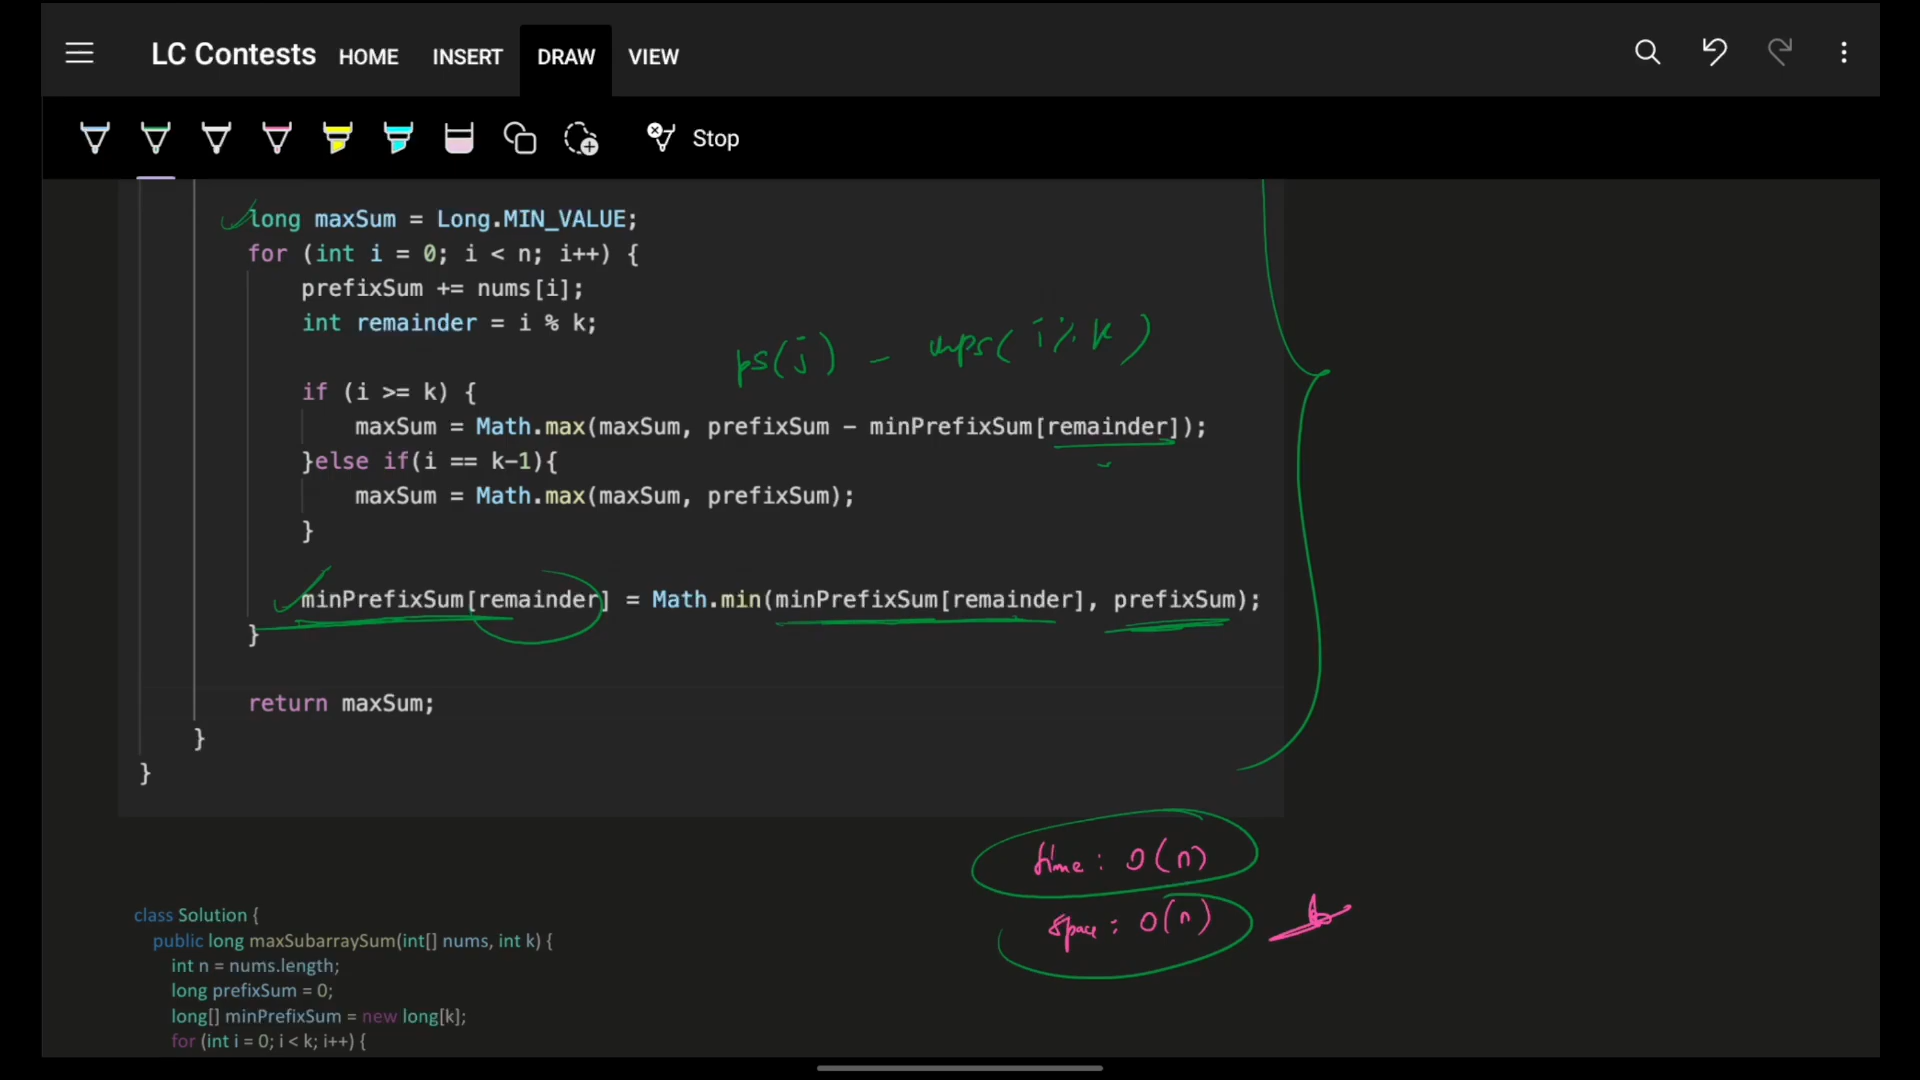 LC Contests HOME INSERT DRAW VIEW
Stop
long maxSum = Long.MIN_VALUE;
for (int i = 0; i < n; i++) {
prefixSum += nums[i];
int remainder = i % k;
ps(j) - mps(i % k)
if (i >= k) {
maxSum = Math.max(maxSum, prefixSum - minPrefixSum[remainder]);
}else if(i == k-1){
maxSum = Math.max(maxSum, prefixSum);
}
minPrefixSum[remainder] = Math.min(minPrefixSum[remainder], prefixSum);
}
return maxSum;
}
}
time: O(n)
space: O(n)
class Solution {
public long maxSubarraySum(int[] nums, int k) {
int n = nums.length;
long prefixSum = 0;
long[] minPrefixSum = new long[k];
for (int i = 0; i < k; i++) {